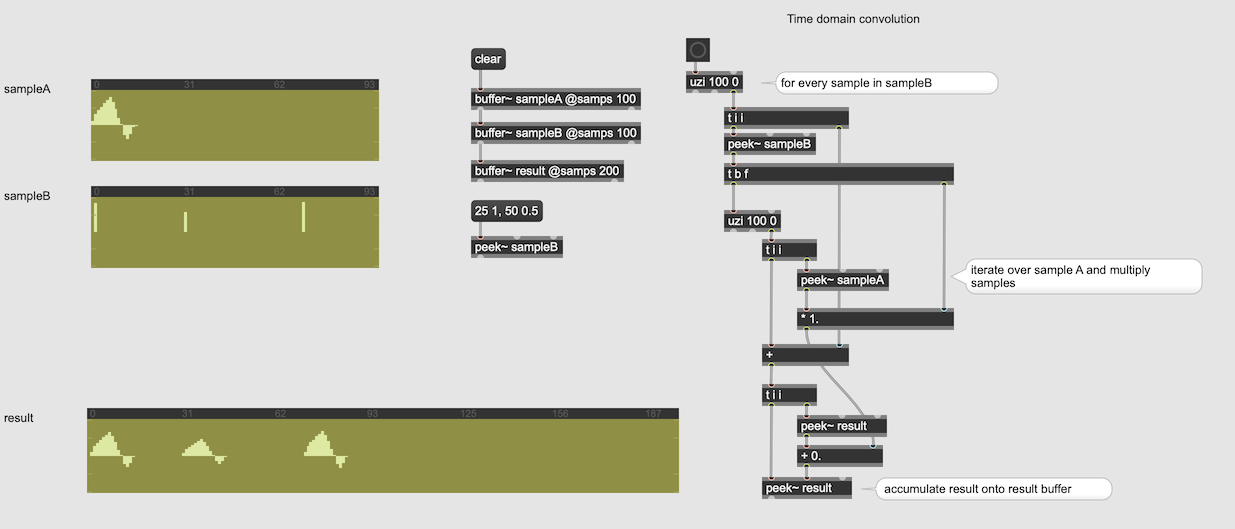 Time domain convolution
sampleA
0 31 62 93
clear
buffer~ sampleA @samps 100
buffer~ sampleB @samps 100
buffer~ result @samps 200
uzi 100 0
for every sample in sampleB
t i i
peek~ sampleB
t b f
sampleB
0 31 62 93
25 1, 50 0.5
peek~ sampleB
uzi 100 0
t i i
peek~ sampleA
iterate over sample A and multiply
samples
* 1.
+
t i i
result
0 31 62 93 125 156 187
peek~ result
+ 0.
peek~ result
accumulate result onto result buffer